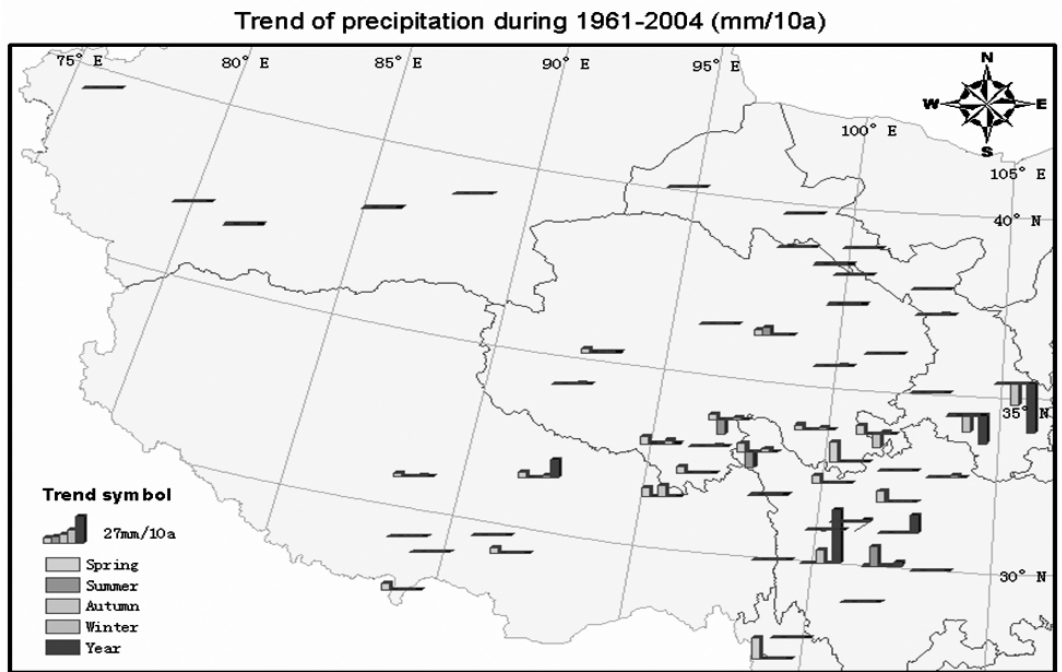 Trend of precipitation during 1961-2004 (mm/10a)
75° E
80° E
85° E
90° E
95° E
N
W
E
S
100° E
105° E
40° N
35° N
30° N
Trend symbol
27mm/10a
Spring
Summer
Autumn
Winter
Year